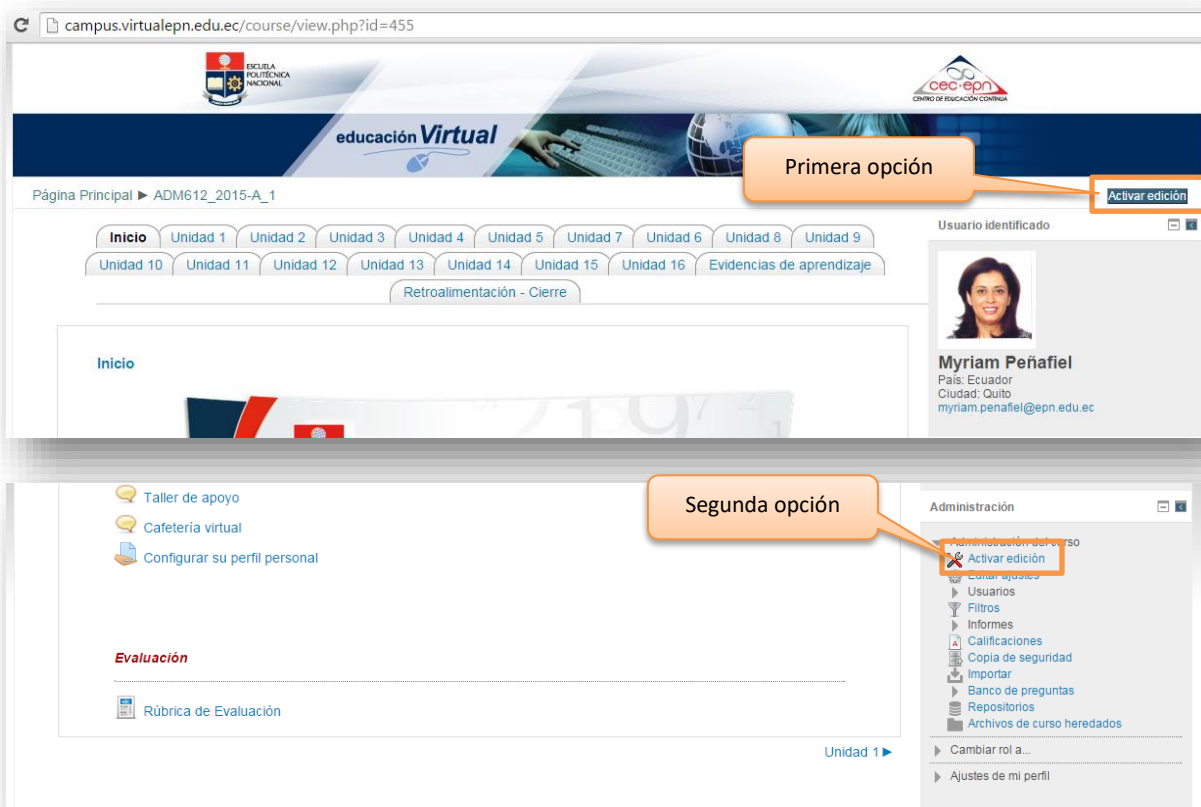 campus.virtualepn.edu.ec/course/view.php?id=455
ESCUELA
POLITÉCNICA
NACIONAL
cec-epn
CENTRO DE EDUCACIÓN CONTINUA
educación Virtual
Primera opción
Página Principal ► ADM612_2015-A_1
Activar edición
Inicio Unidad 1 Unidad 2 Unidad 3 Unidad 4 Unidad 5 Unidad 7 Unidad 6 Unidad 8 Unidad 9
Unidad 10 Unidad 11 Unidad 12 Unidad 13 Unidad 14 Unidad 15 Unidad 16 Evidencias de aprendizaje
Retroalimentación - Cierre
Usuario identificado
Inicio
Myriam Peñafiel
País: Ecuador
Ciudad: Quito
myriam.penafiel@epn.edu.ec
Taller de apoyo
Cafetería virtual
Configurar su perfil personal
Evaluación
Rúbrica de Evaluación
Unidad 1 ►
Segunda opción
Administración
Administración del curso
Activar edición
Editar ajustes
Usuarios
Filtros
Informes
Calificaciones
Copia de seguridad
Importar
Banco de preguntas
Repositorios
Archivos de curso heredados
Cambiar rol a...
Ajustes de mi perfil